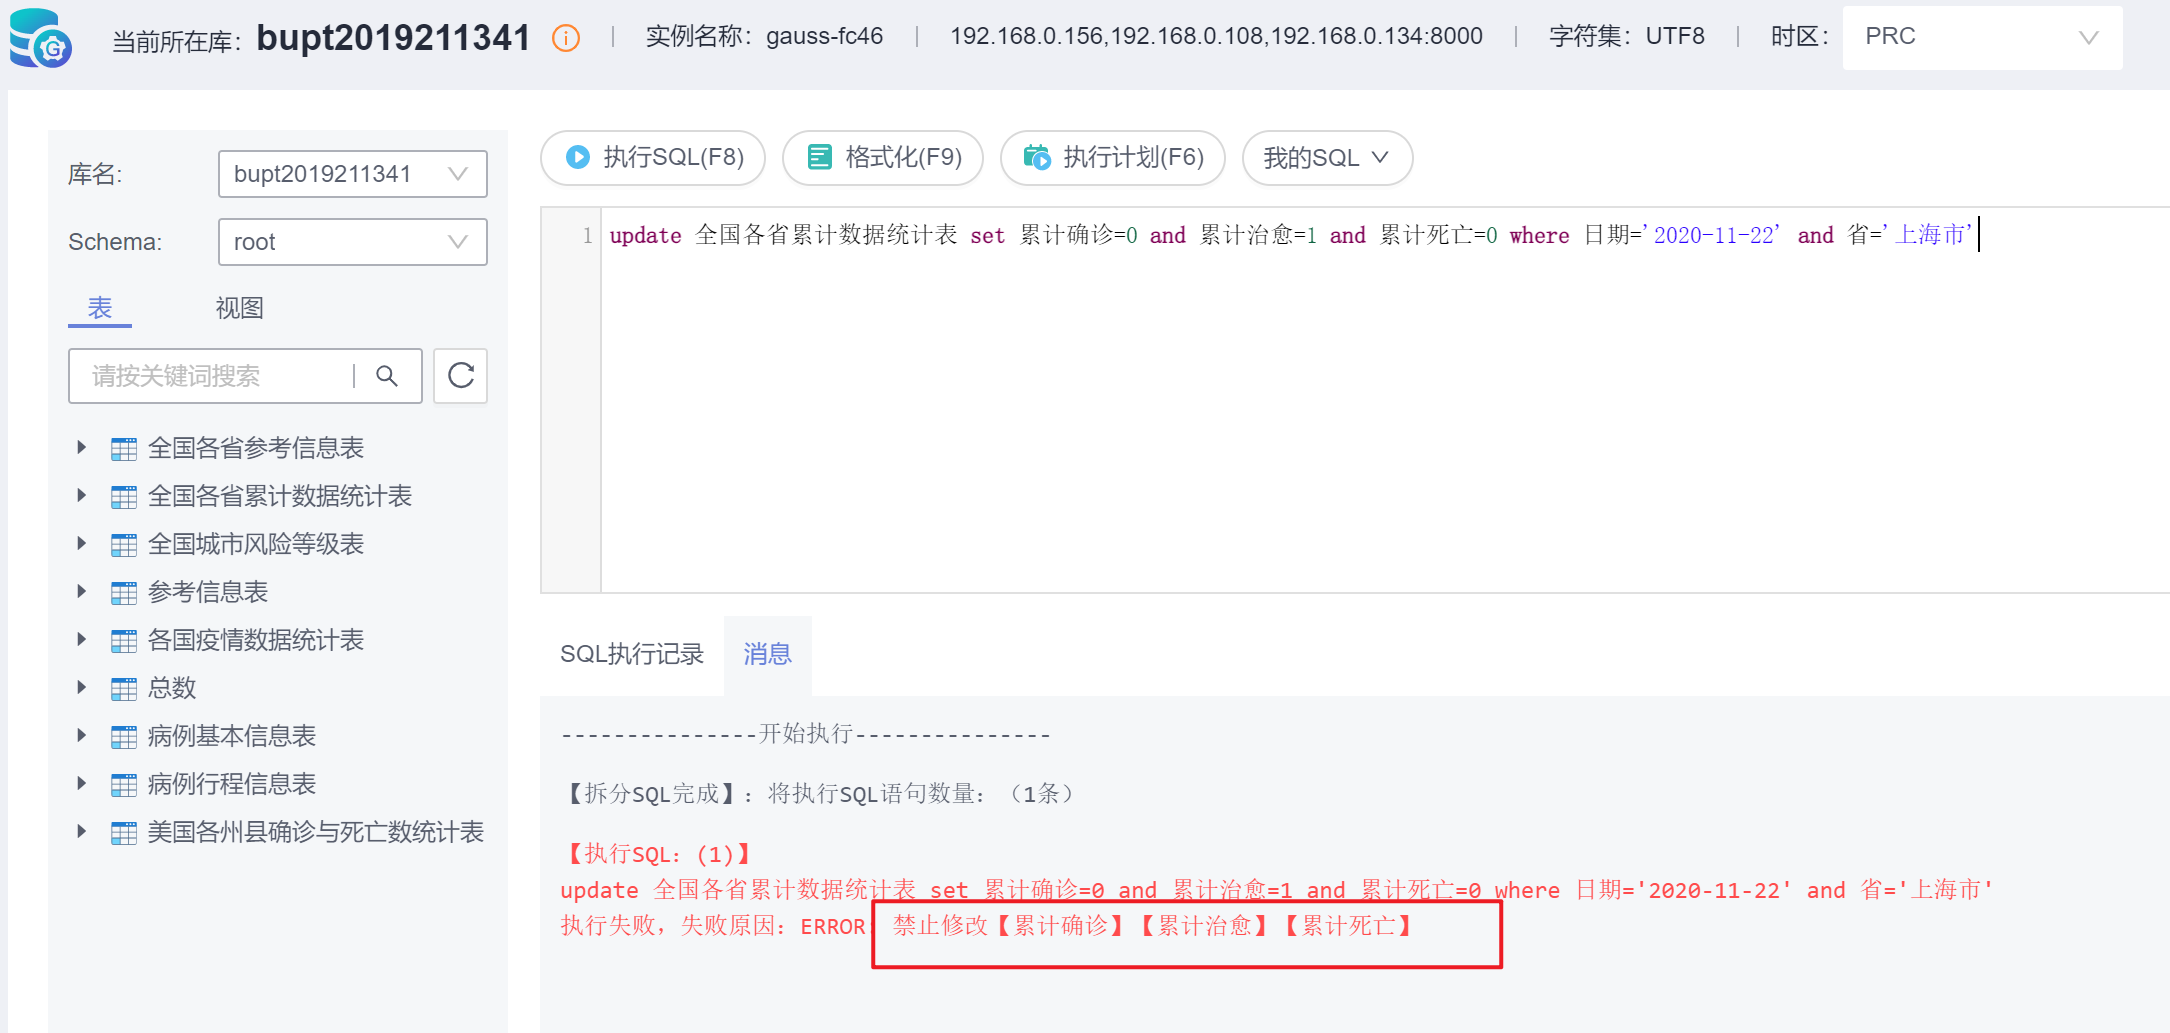 当前所在库: bupt2019211341 | 实例名称: gauss-fc46 | 192.168.0.156,192.168.0.108,192.168.0.134:8000 | 字符集: UTF8 | 时区: PRC
库名: bupt2019211341
Schema: root
表 视图
请按关键词搜索
全国各省参考信息表
全国各省累计数据统计表
全国城市风险等级表
参考信息表
各国疫情数据统计表
总数
病例基本信息表
病例行程信息表
美国各州县确诊与死亡数统计表
执行SQL(F8) 格式化(F9) 执行计划(F6) 我的SQL
1 update 全国各省累计数据统计表 set 累计确诊=0 and 累计治愈=1 and 累计死亡=0 where 日期='2020-11-22' and 省='上海市'
SQL执行记录 消息
---------------开始执行---------------
【拆分SQL完成】：将执行SQL语句数量：（1条）
【执行SQL：(1)】
update 全国各省累计数据统计表 set 累计确诊=0 and 累计治愈=1 and 累计死亡=0 where 日期='2020-11-22' and 省='上海市'
执行失败，失败原因：ERROR: 禁止修改【累计确诊】【累计治愈】【累计死亡】